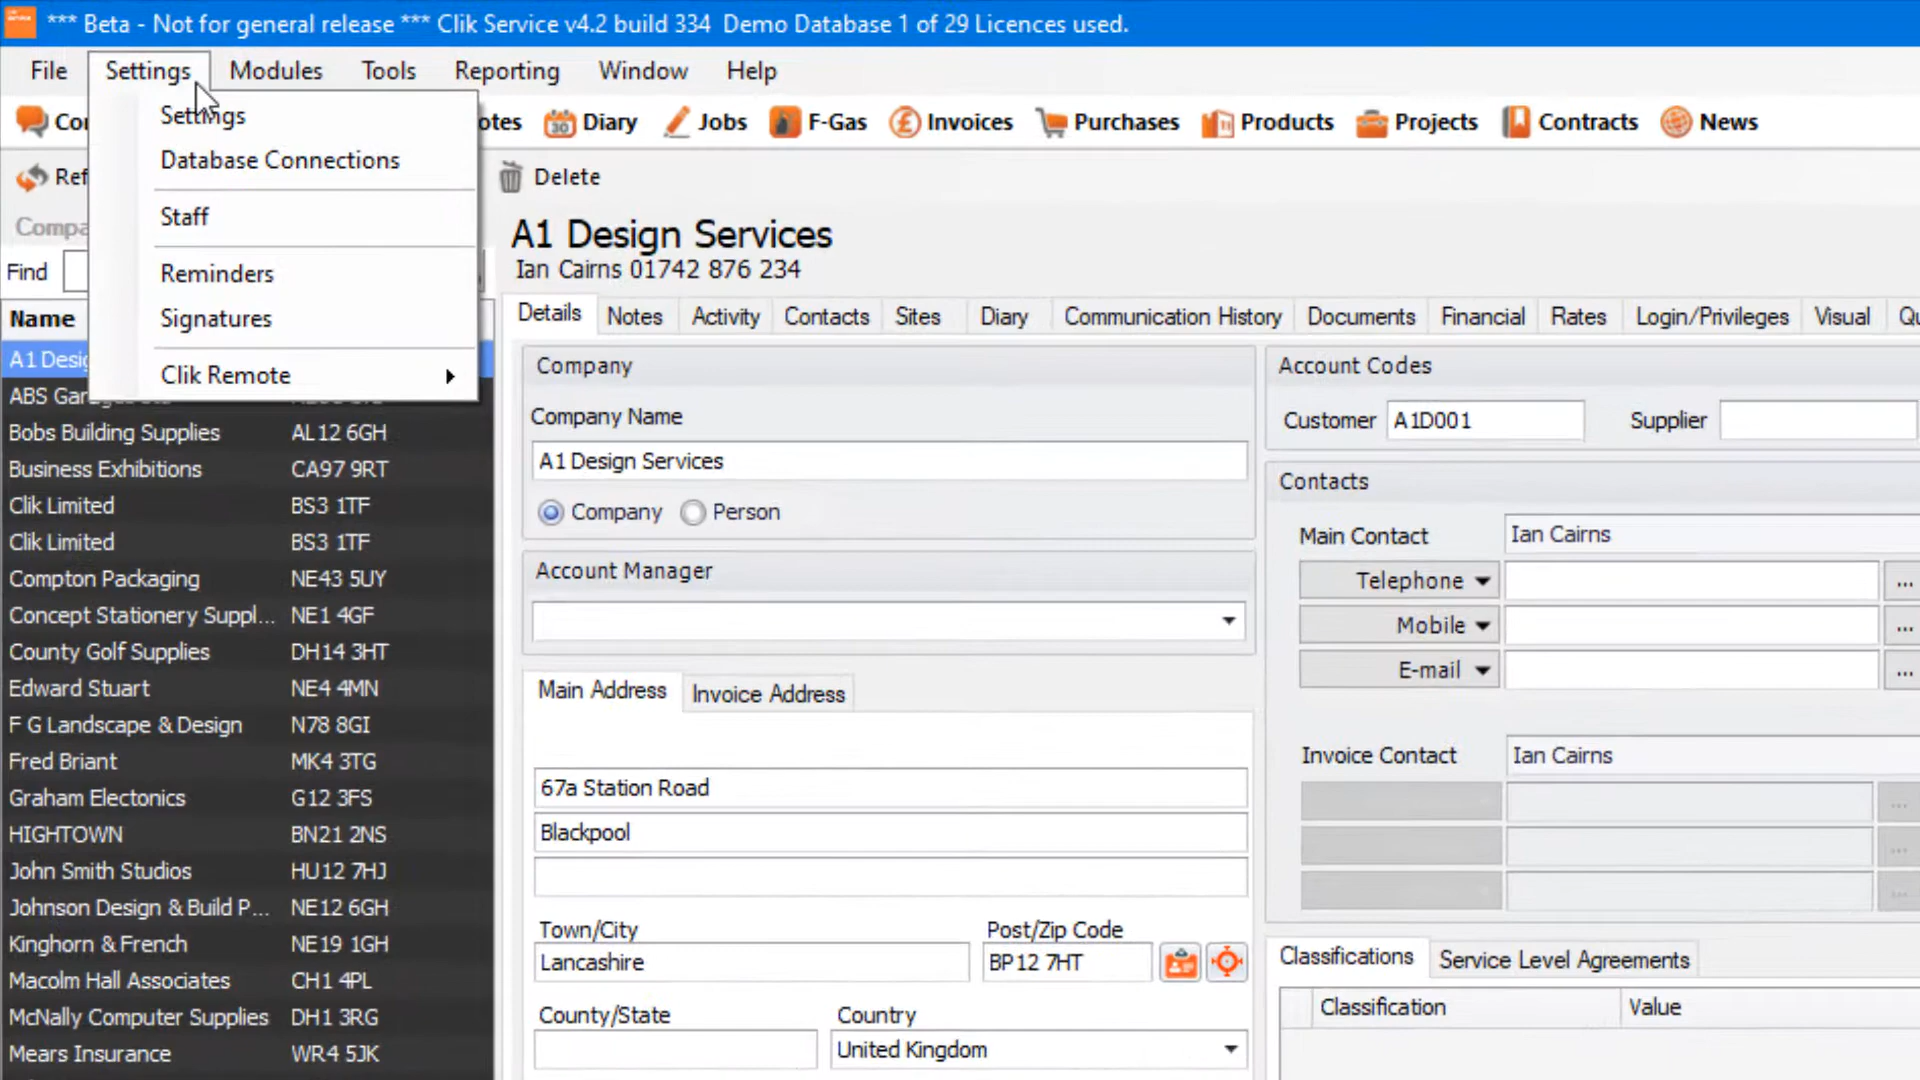 *** Beta - Not for general release *** Clik Service v4.2 build 334 Demo Database 1 of 29 Licences used.
File Settings Modules Tools Reporting Window Help
Settings
Database Connections
Staff
Reminders
Signatures
Clik Remote
Co otes Diary Jobs F-Gas Invoices Purchases Products Projects Contracts News
Ref Delete
Compa
Find
Name
A1 Desig
ABS Gar
Bobs Building Supplies AL12 6GH
Business Exhibitions CA97 9RT
Clik Limited BS3 1TF
Clik Limited BS3 1TF
Compton Packaging NE43 5UY
Concept Stationery Suppl... NE1 4GF
County Golf Supplies DH14 3HT
Edward Stuart NE4 4MN
F G Landscape & Design N78 8GI
Fred Briant MK4 3TG
Graham Electonics G12 3FS
HIGHTOWN BN21 2NS
John Smith Studios HU12 7HJ
Johnson Design & Build P... NE12 6GH
Kinghorn & French NE19 1GH
Macolm Hall Associates CH1 4PL
McNally Computer Supplies DH1 3RG
Mears Insurance WR4 5JK
A1 Design Services
Ian Cairns 01742 876 234
Details Notes Activity Contacts Sites Diary Communication History Documents Financial Rates Login/Privileges Visual Qu
Company
Company Name
A1 Design Services
Company Person
Account Manager
Main Address Invoice Address
67a Station Road
Blackpool
Town/City Post/Zip Code
Lancashire BP12 7HT
County/State Country
United Kingdom
Account Codes
Customer A1D001 Supplier
Contacts
Main Contact Ian Cairns
Telephone ...
Mobile ...
E-mail ...
Invoice Contact Ian Cairns
...
...
...
Classifications Service Level Agreements
Classification Value